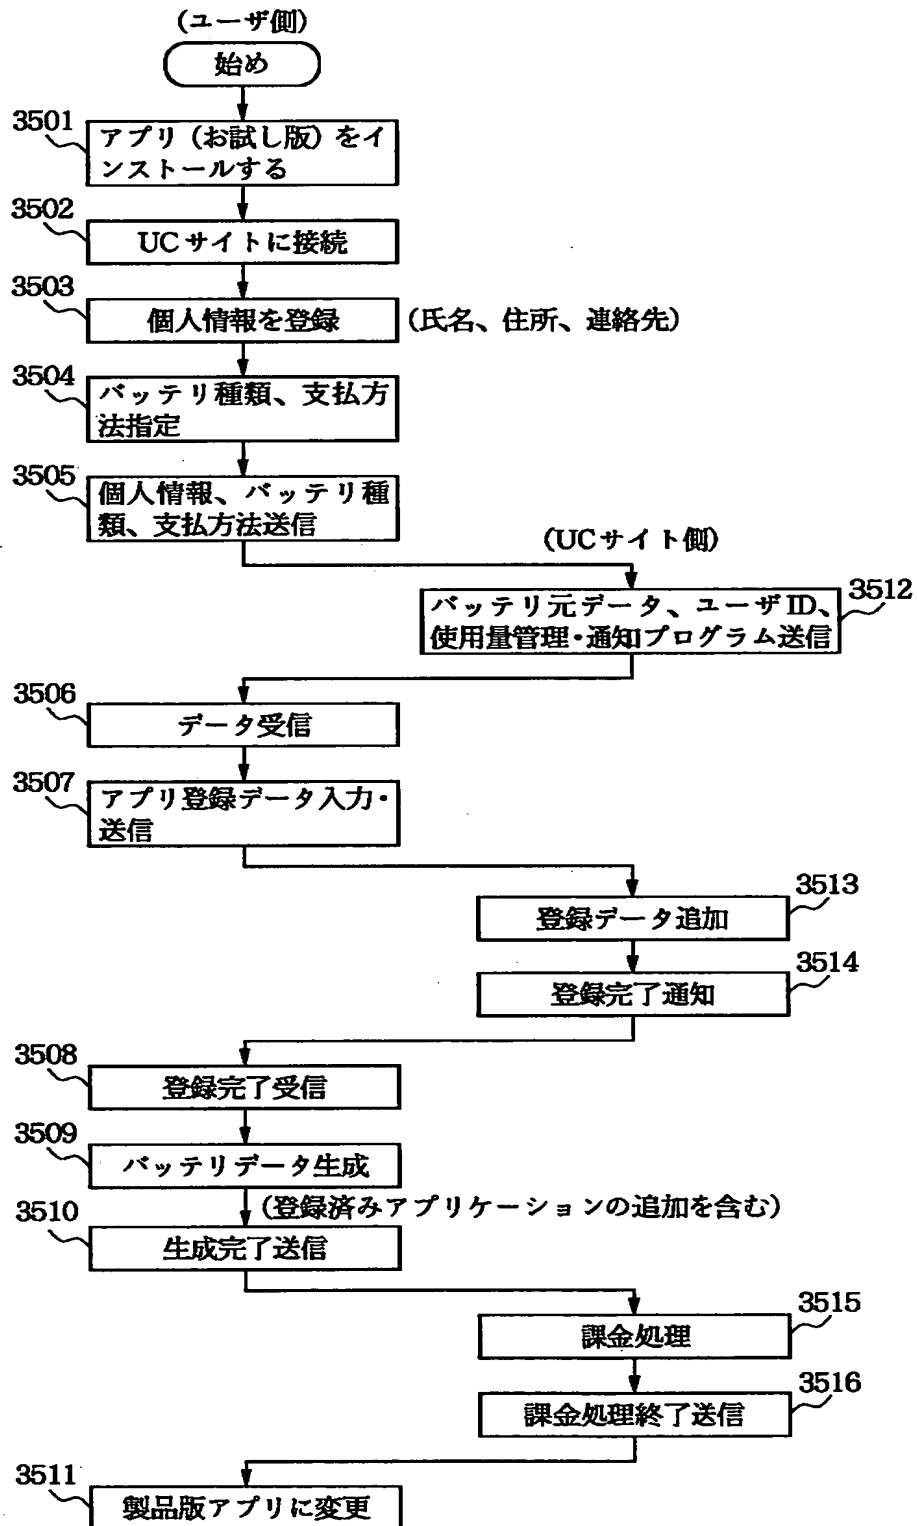 (ユーザ側)
始め
3501
アプリ(お試し版)をイ
ンストールする
3502
UCサイトに接続
3503
個人情報を登録
(氏名、住所、連絡先)
3504
バッテリ種類、支払方
法指定
3505
個人情報、バッテリ種
類、支払方法送信
(UCサイト側)
3512
バッテリ元データ、ユーザID、
使用量管理・通知プログラム送信
3506
データ受信
3507
アプリ登録データ入力・
送信
3513
登録データ追加
3514
登録完了通知
3508
登録完了受信
3509
バッテリデータ生成
(登録済みアプリケーションの追加を含む)
3510
生成完了送信
3515
課金処理
3516
課金処理終了送信
3511
製品版アプリに変更